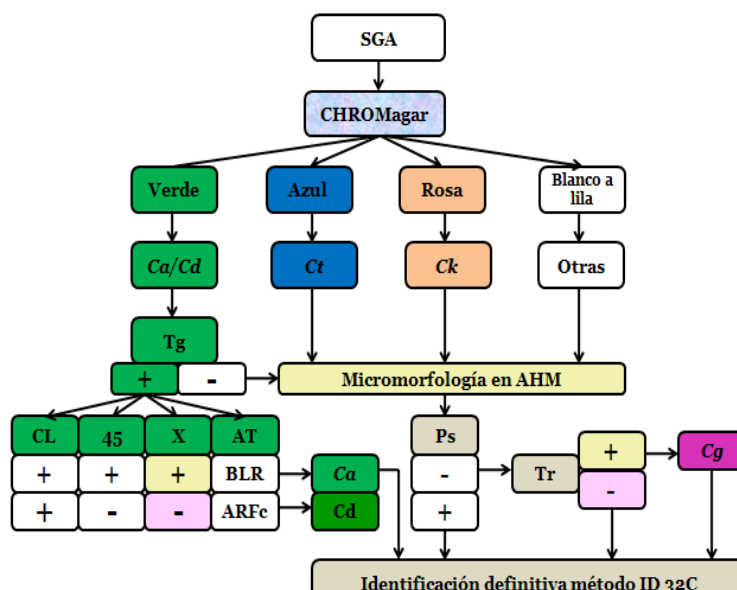 SGA
CHROMagar
Verde
Azul
Rosa
Blanco a
lila
Ca/Cd
Ct
Ck
Otras
Tg
+ -
Micromorfología en AHM
CL 45 X AT
+ + + BLR
+ - - ARFc
Ca
Cd
Ps
-
+
Tr
+
-
Cg
Identificación definitiva método ID 32C